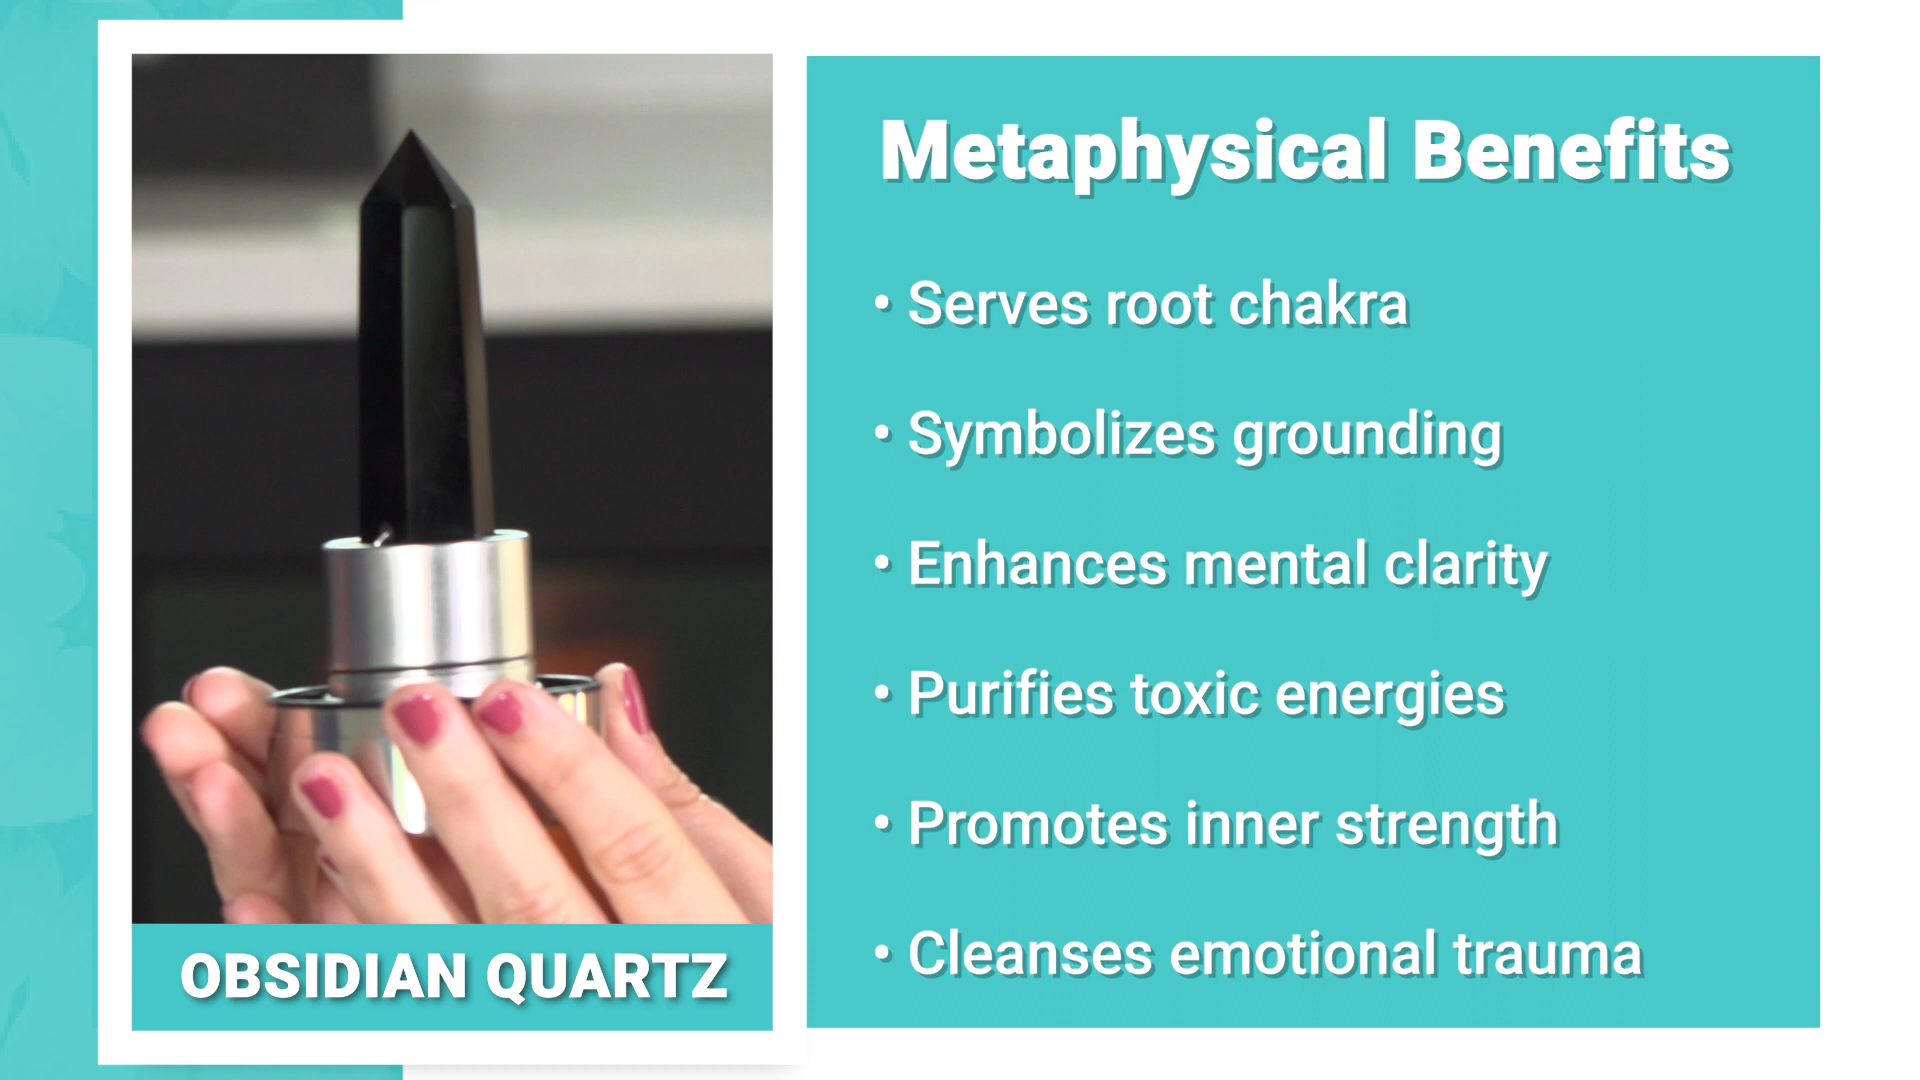 Metaphysical Benefits
• Serves root chakra
• Symbolizes grounding
• Enhances mental clarity
• Purifies toxic energies
• Promotes inner strength
• Cleanses emotional trauma
OBSIDIAN QUARTZ